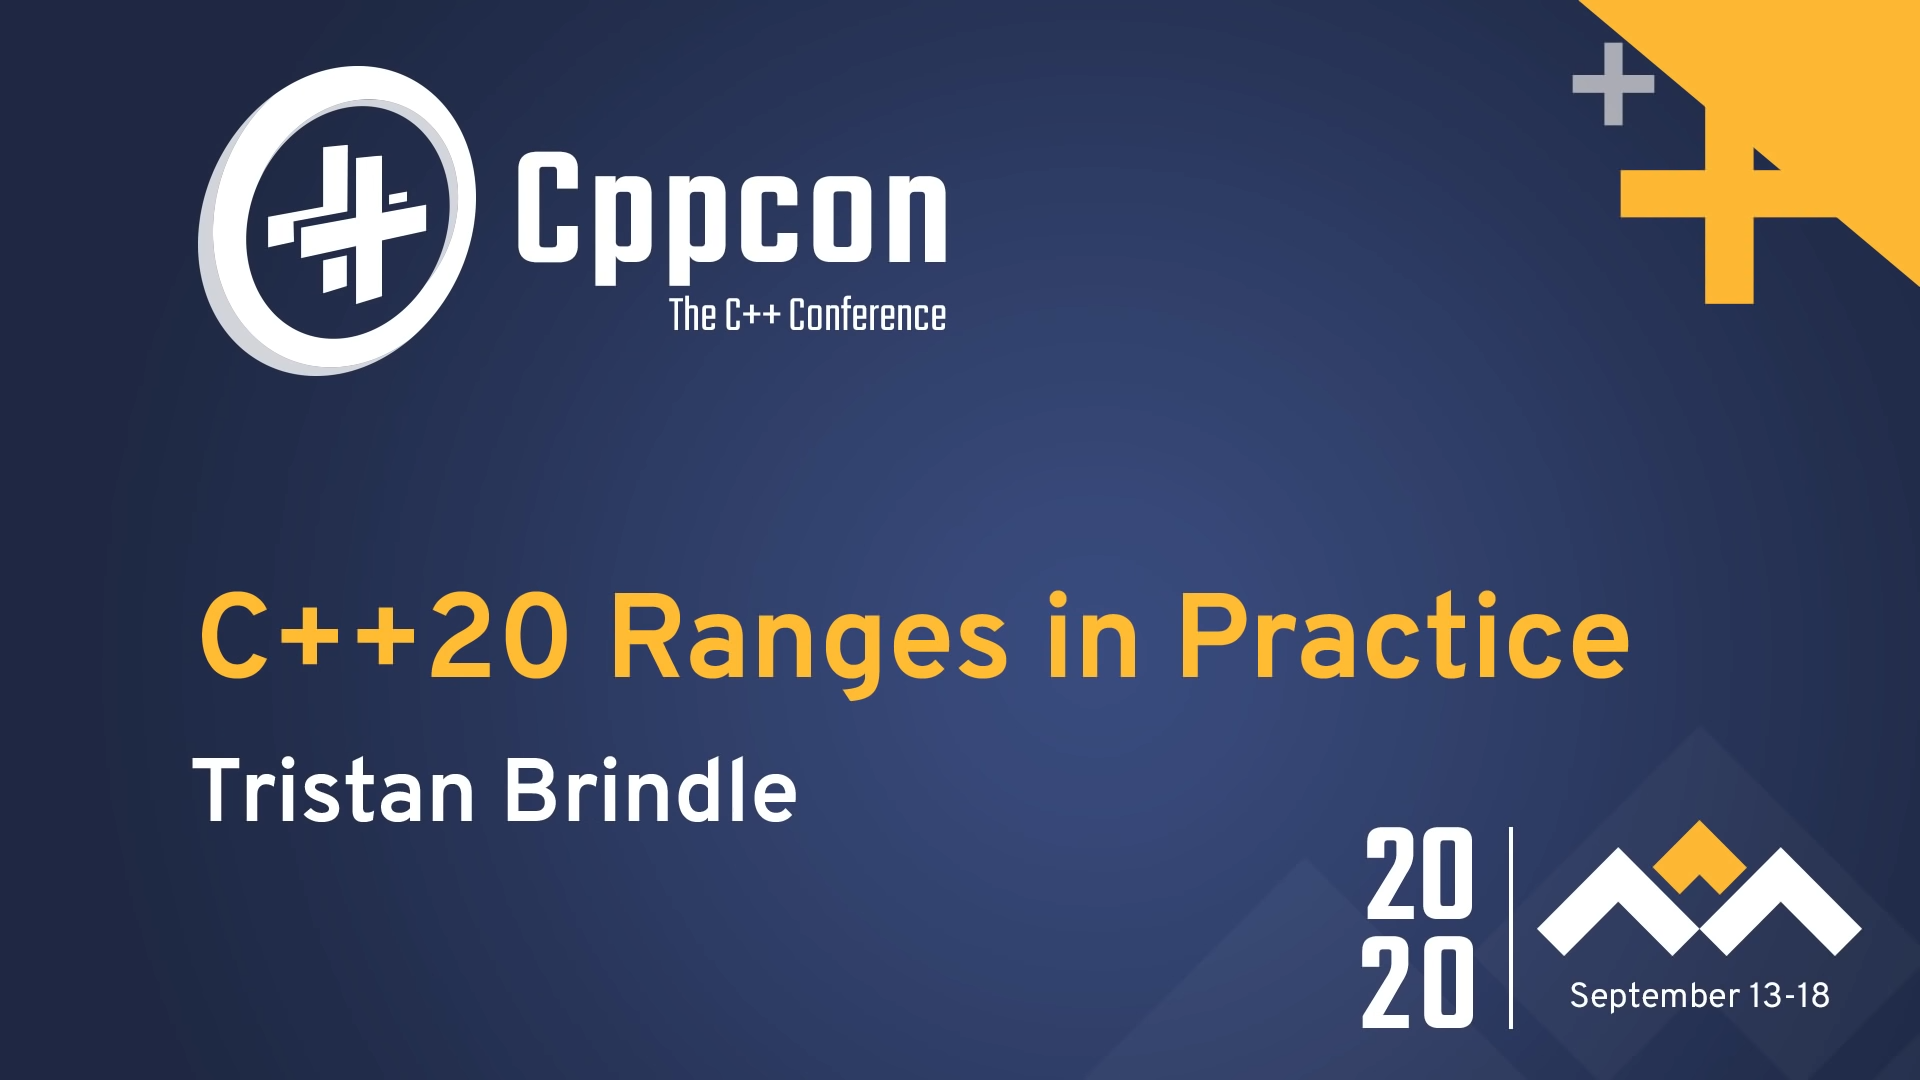 Cppcon
The C++ Conference
C++20 Ranges in Practice
Tristan Brindle
20
20
September 13-18